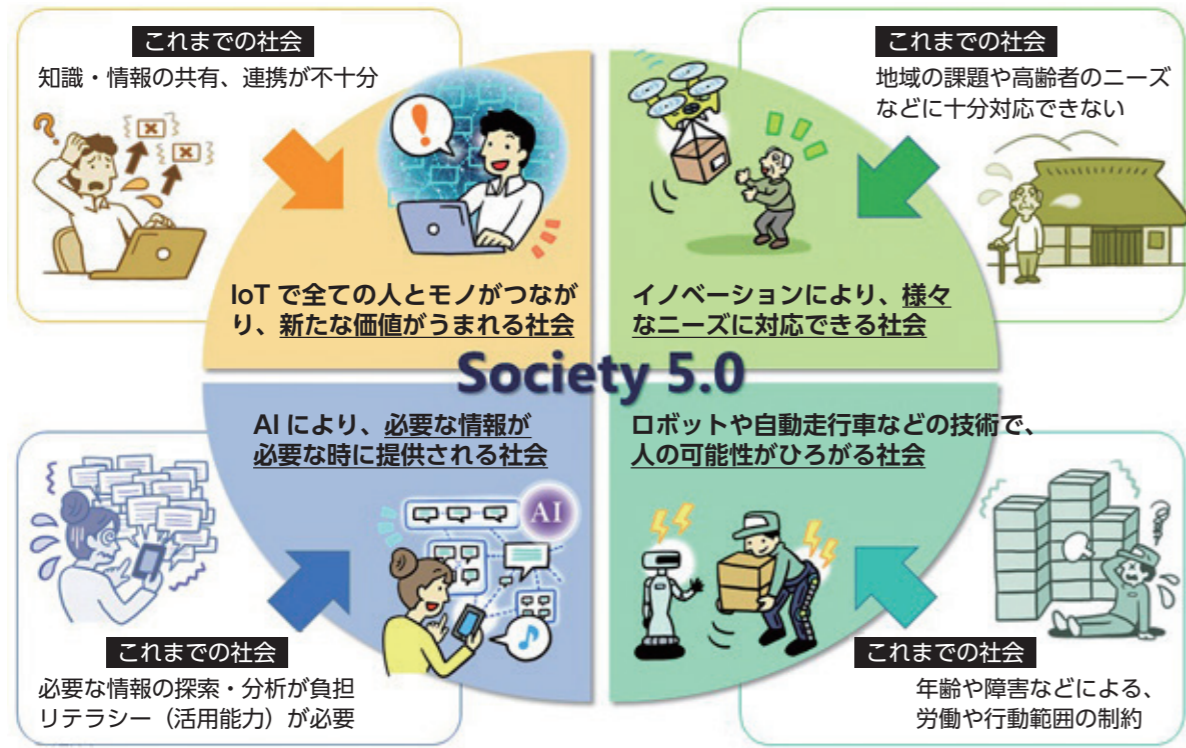 これまでの社会
知識・情報の共有、連携が不十分
IoT で全ての人とモノがつなが
り、新たな価値がうまれる社会
これまでの社会
地域の課題や高齢者のニーズ
などに十分対応できない
イノベーションにより、様々
なニーズに対応できる社会
Society 5.0
AI により、必要な情報が
必要な時に提供される社会
AI
これまでの社会
必要な情報の探索・分析が負担
リテラシー（活用能力）が必要
ロボットや自動走行車などの技術で、
人の可能性がひろがる社会
これまでの社会
年齢や障害などによる、
労働や行動範囲の制約